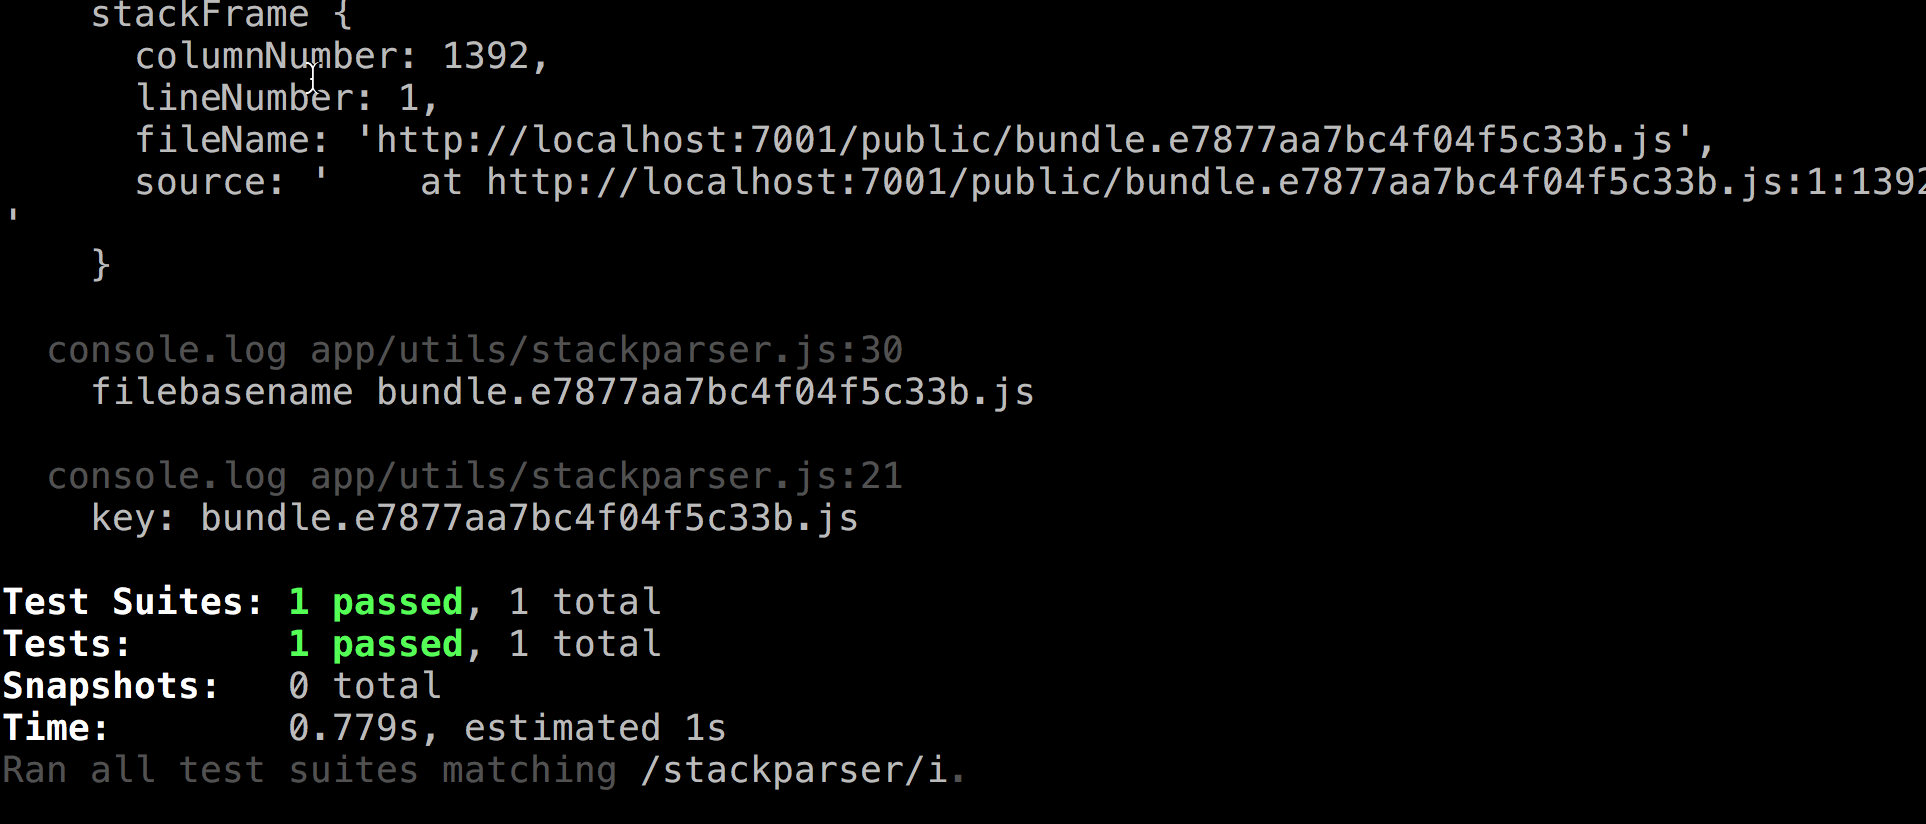 stackFrame {
columnNumber: 1392,
lineNumber: 1,
fileName: 'http://localhost:7001/public/bundle.e7877aa7bc4f04f5c33b.js',
source: '    at http://localhost:7001/public/bundle.e7877aa7bc4f04f5c33b.js:1:1392
'
}
console.log app/utils/stackparser.js:30
filebasename bundle.e7877aa7bc4f04f5c33b.js
console.log app/utils/stackparser.js:21
key: bundle.e7877aa7bc4f04f5c33b.js
Test Suites: 1 passed, 1 total
Tests:       1 passed, 1 total
Snapshots:   0 total
Time:        0.779s, estimated 1s
Ran all test suites matching /stackparser/i.